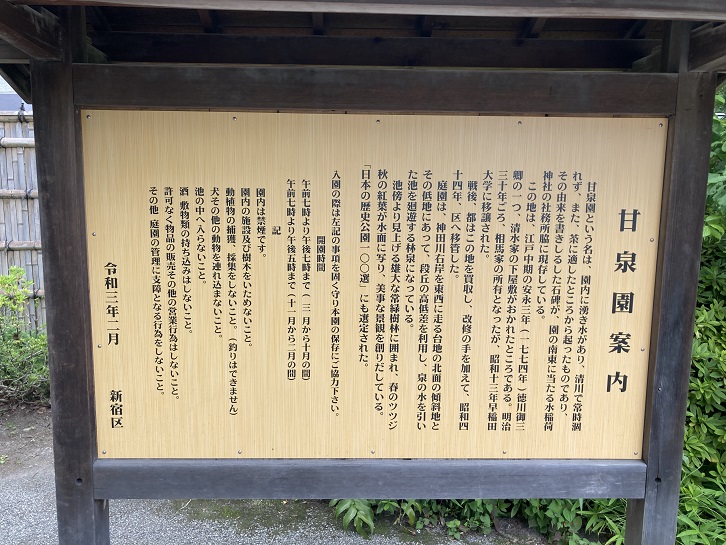 甘泉園案内
甘泉園という名は、園内に湧き水があり、清川で常時涸
れず、また、茶に適したところから起ったものであり、
その由来を書きしるした石碑が、園の南東に当たる水稲荷
神社の社務所脇に現存している。
この地は、江戸中期の安永三年(一七七四年)徳川御三
卿の一つ、清水家の下屋敷がおかれたところである。明治
三十年ごろ、相馬家の所有となったが、昭和十三年早稲田
大学に移譲された。
戦後、都はこの地を買収し、改修の手を加えて、昭和四
十四年、区へ移管した。
庭園は、神田川右岸を東西に走る台地の北面の傾斜地と
その低地にあって、段丘の高低差を利用し、泉の水を引い
た池を廻遊する林泉になっている。
池傍より見上げる雄大な常緑樹林に囲まれ、春のツツジ
秋の紅葉が水面に写り、美事な景観を創りだしている。
「日本の歴史公園一〇〇選」にも選定された。
入園の際は左記の事項を固く守り本園の保存にご協力下さい。
開園時間
午前七時より午後七時まで(三月から十月の間)
午前七時より午後五時まで(十一月から二月の間)
記
園内は禁煙です。
園内の施設及び樹木をいためないこと。
動植物の捕獲、採集をしないこと。(釣りはできません)
犬その他の動物を連れ込まないこと。
池の中へ入らないこと。
酒、敷物類の持ち込みはしないこと。
許可なく物品の販売その他の営業行為はしないこと。
その他、庭園の管理に支障となる行為をしないこと。
令和三年二月　新宿区